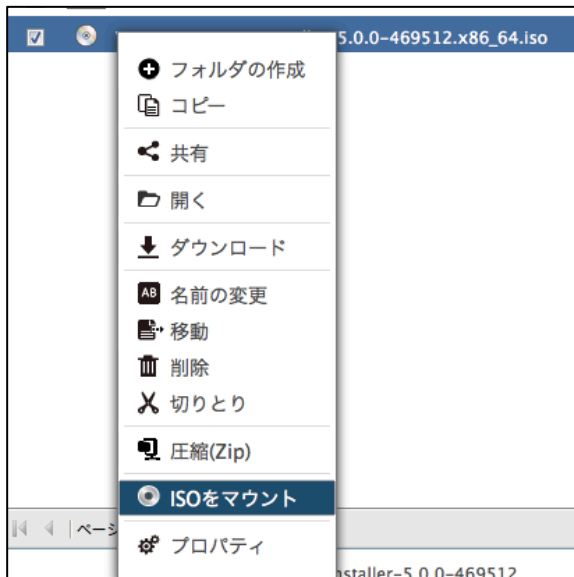 5.0.0-469512.x86_64.iso
フォルダの作成
コピー
共有
開く
ダウンロード
AB 名前の変更
移動
削除
切りとり
圧縮(Zip)
ISOをマウント
ページ
プロパティ
nstaller-5.0.0-469512